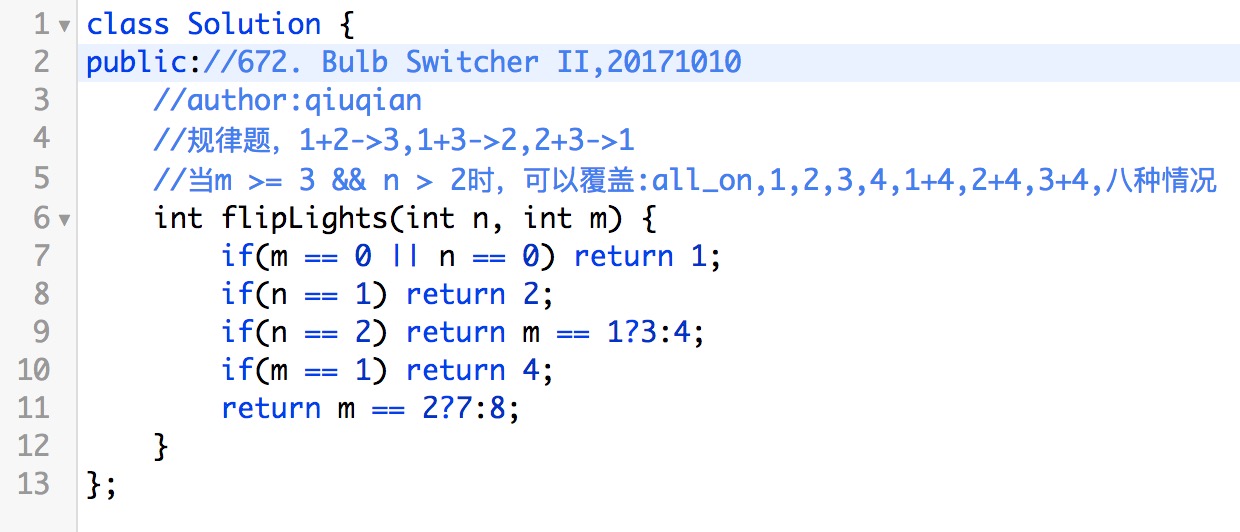 1 class Solution {
2 public://672. Bulb Switcher II,20171010
3 //author:qiuqian
4 //规律题，1+2->3,1+3->2,2+3->1
5 //当m >= 3 && n > 2时，可以覆盖:all_on,1,2,3,4,1+4,2+4,3+4,八种情况
6 int flipLights(int n, int m) {
7 if(m == 0 || n == 0) return 1;
8 if(n == 1) return 2;
9 if(n == 2) return m == 1?3:4;
10 if(m == 1) return 4;
11 return m == 2?7:8;
12 }
13 };